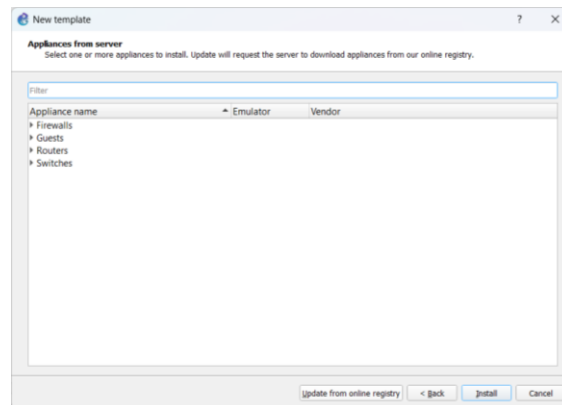 New template ? ×
Appliances from server
Select one or more appliances to install. Update will request the server to download appliances from our online registry.
Filter
Appliance name Emulator Vendor
Firewalls
Guests
Routers
Switches
Update from online registry < Back Install Cancel